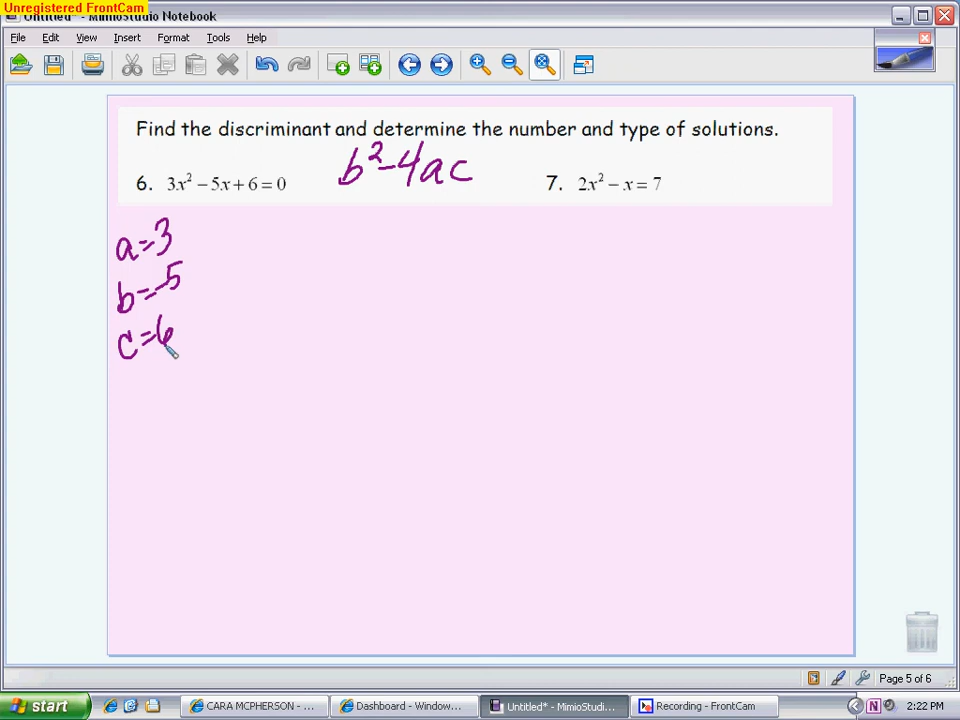 Unregistered FrontCam
Untitled* - MimioStudio Notebook
File Edit View Insert Format Tools Help
Find the discriminant and determine the number and type of solutions.
b²-4ac
6. 3x² − 5x + 6 = 0 7. 2x² − x = 7
a=3
b=-5
c=6
Page 5 of 6
start CARA MCPHERSON - ... Dashboard - Window... Untitled* - MimioStud... Recording - FrontCam N 2:22 PM